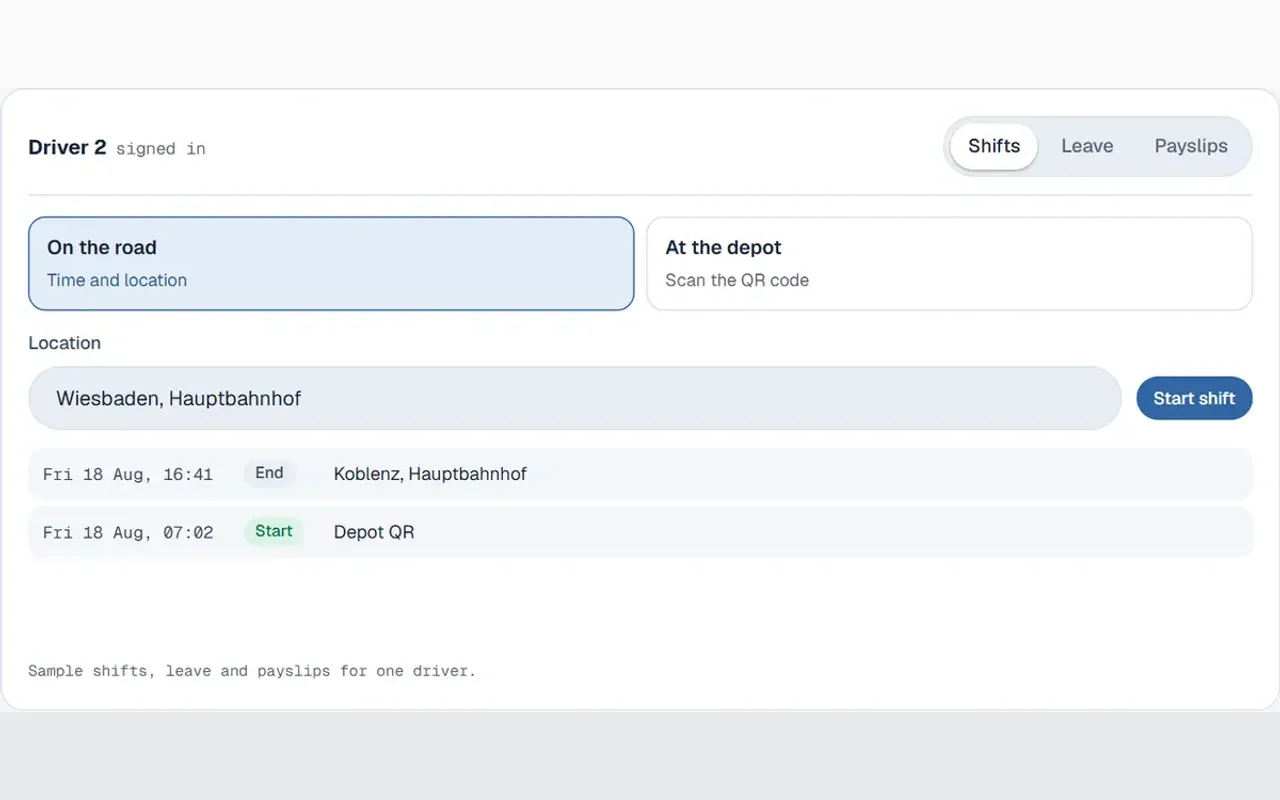 Driver 2 signed in
Shifts Leave Payslips
On the road
Time and location
At the depot
Scan the QR code
Location
Wiesbaden, Hauptbahnhof
Start shift
Fri 18 Aug, 16:41 End Koblenz, Hauptbahnhof
Fri 18 Aug, 07:02 Start Depot QR
Sample shifts, leave and payslips for one driver.